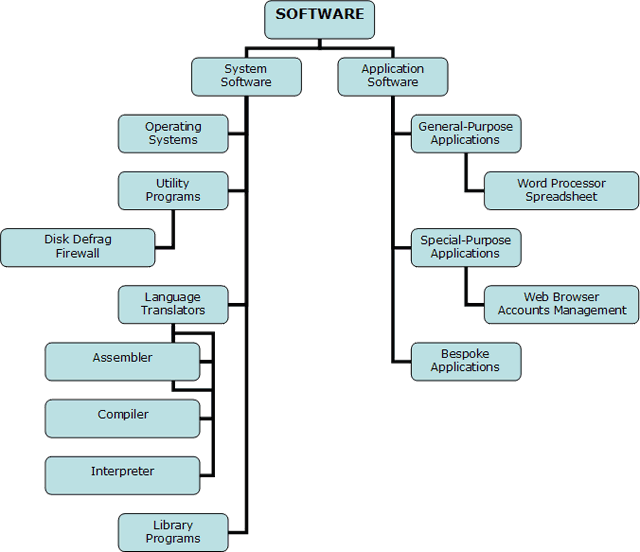 SOFTWARE
System
Software
Application
Software
Operating
Systems
General-Purpose
Applications
Utility
Programs
Word Processor
Spreadsheet
Disk Defrag
Firewall
Special-Purpose
Applications
Language
Translators
Web Browser
Accounts Management
Assembler
Bespoke
Applications
Compiler
Interpreter
Library
Programs